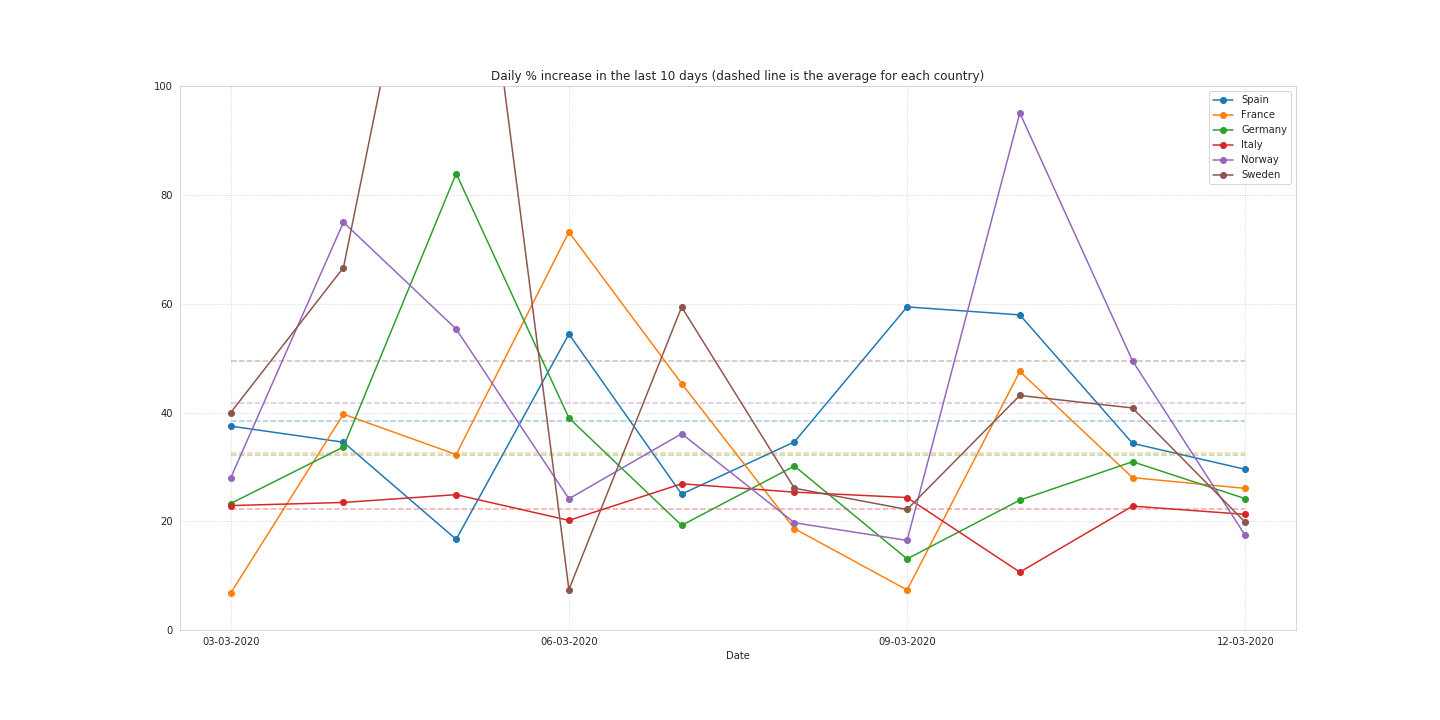 Daily % increase in the last 10 days (dashed line is the average for each country)
100
80
60
40
20
0
Spain
France
Germany
Italy
Norway
Sweden
03-03-2020
06-03-2020
09-03-2020
12-03-2020
Date